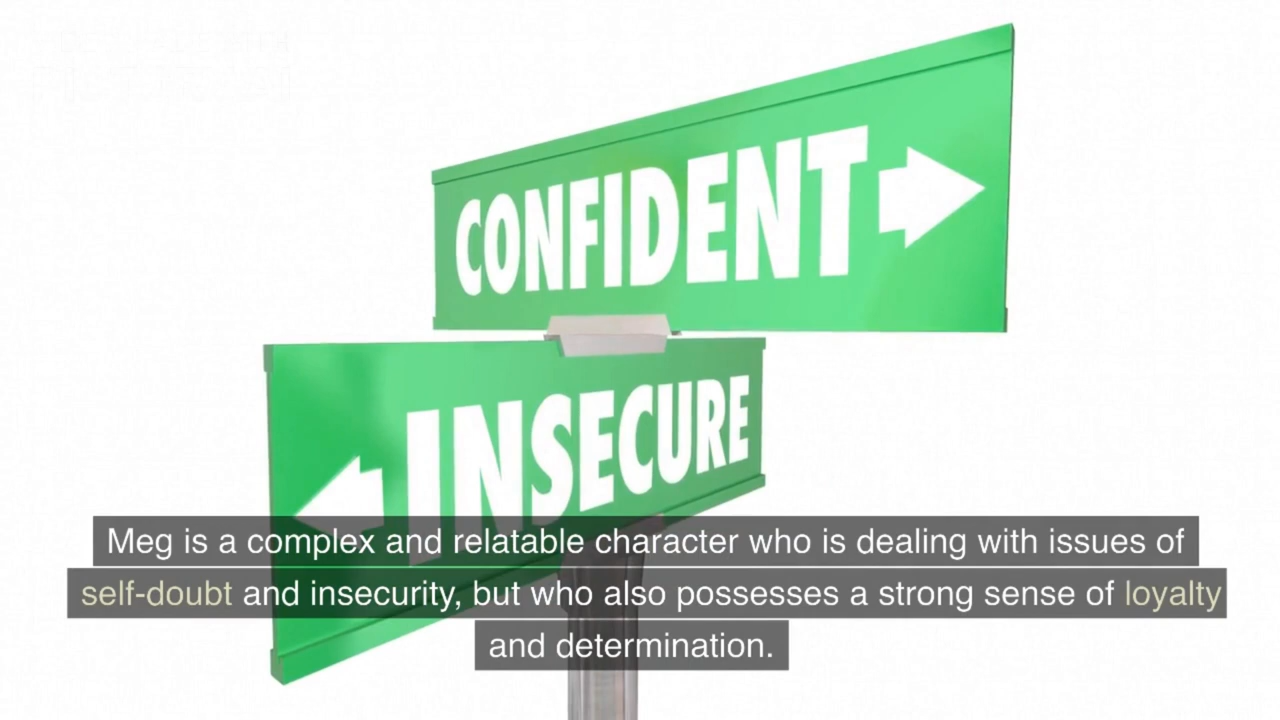 CONFIDENT
INSECURE
Meg is a complex and relatable character who is dealing with issues of
self-doubt and insecurity, but who also possesses a strong sense of loyalty
and determination.